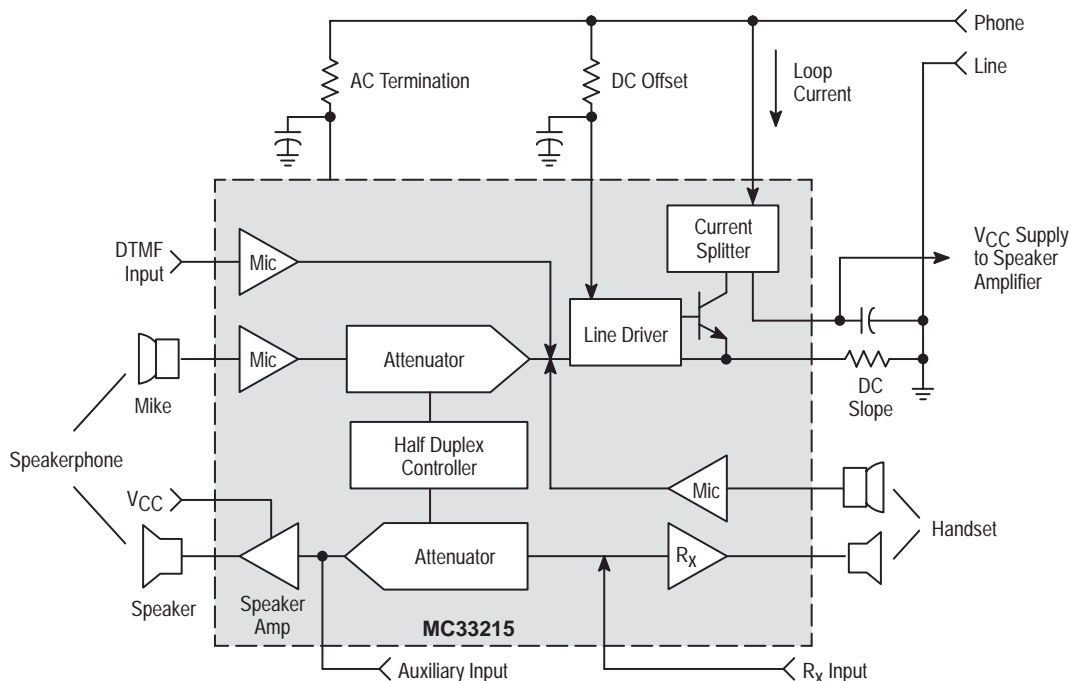 Phone
Line
AC Termination
DC Offset
Loop
Current
Current
Splitter
VCC Supply
to Speaker
Amplifier
DTMF
Input
Mic
Line Driver
Mic
Attenuator
DC
Slope
Mike
Half Duplex
Controller
Speakerphone
Mic
VCC
Handset
Attenuator
RX
Speaker
Speaker
Amp
MC33215
Auxiliary Input
RX Input